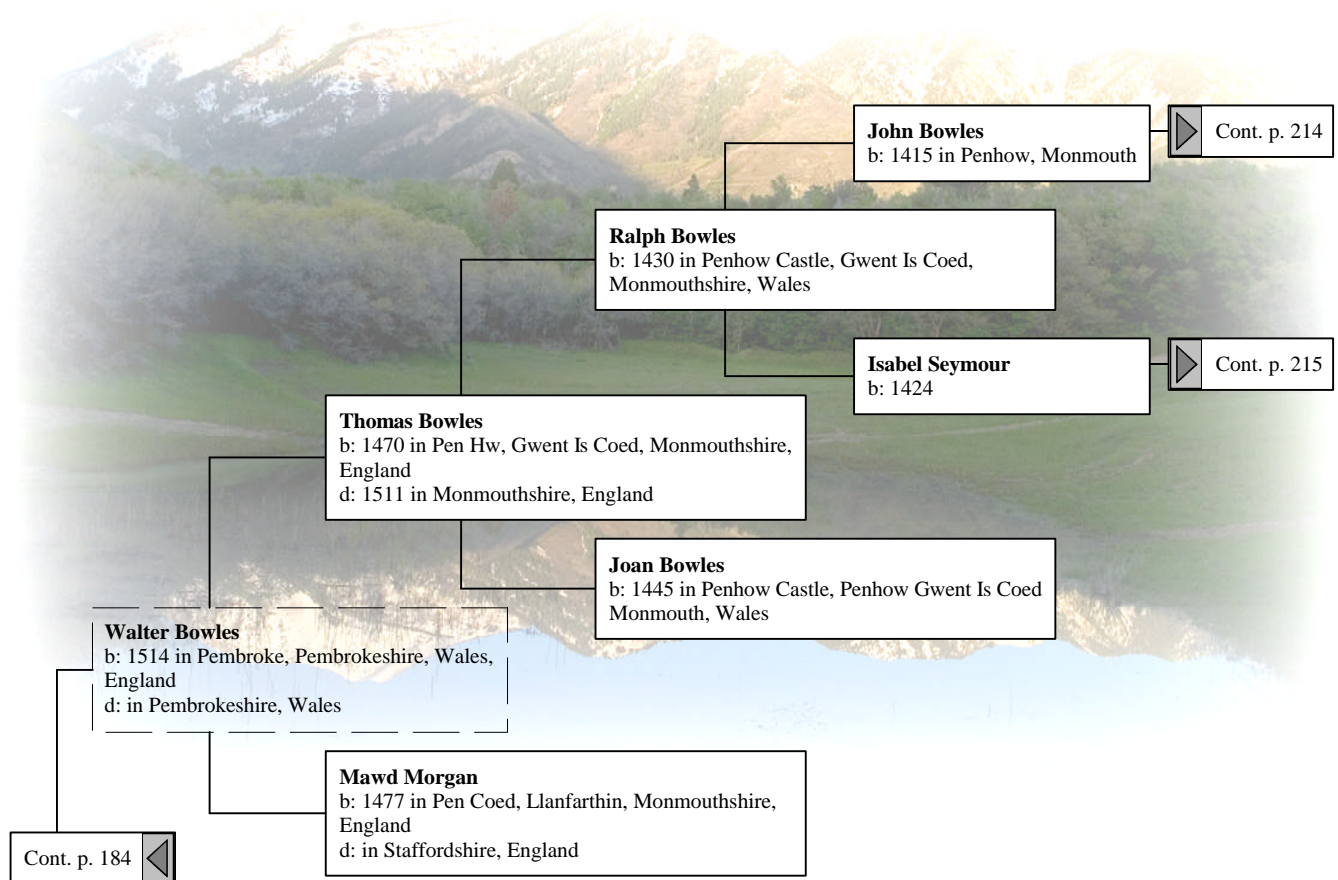 John Bowles
b: 1415 in Penhow, Monmouth
Cont. p. 214
Ralph Bowles
b: 1430 in Penhow Castle, Gwent Is Coed,
Monmouthshire, Wales
Isabel Seymour
b: 1424
Cont. p. 215
Thomas Bowles
b: 1470 in Pen Hw, Gwent Is Coed, Monmouthshire,
England
d: 1511 in Monmouthshire, England
Joan Bowles
b: 1445 in Penhow Castle, Penhow Gwent Is Coed
Monmouth, Wales
Walter Bowles
b: 1514 in Pembroke, Pembrokeshire, Wales,
England
d: in Pembrokeshire, Wales
Mawd Morgan
b: 1477 in Pen Coed, Llanfarthin, Monmouthshire,
England
d: in Staffordshire, England
Cont. p. 184